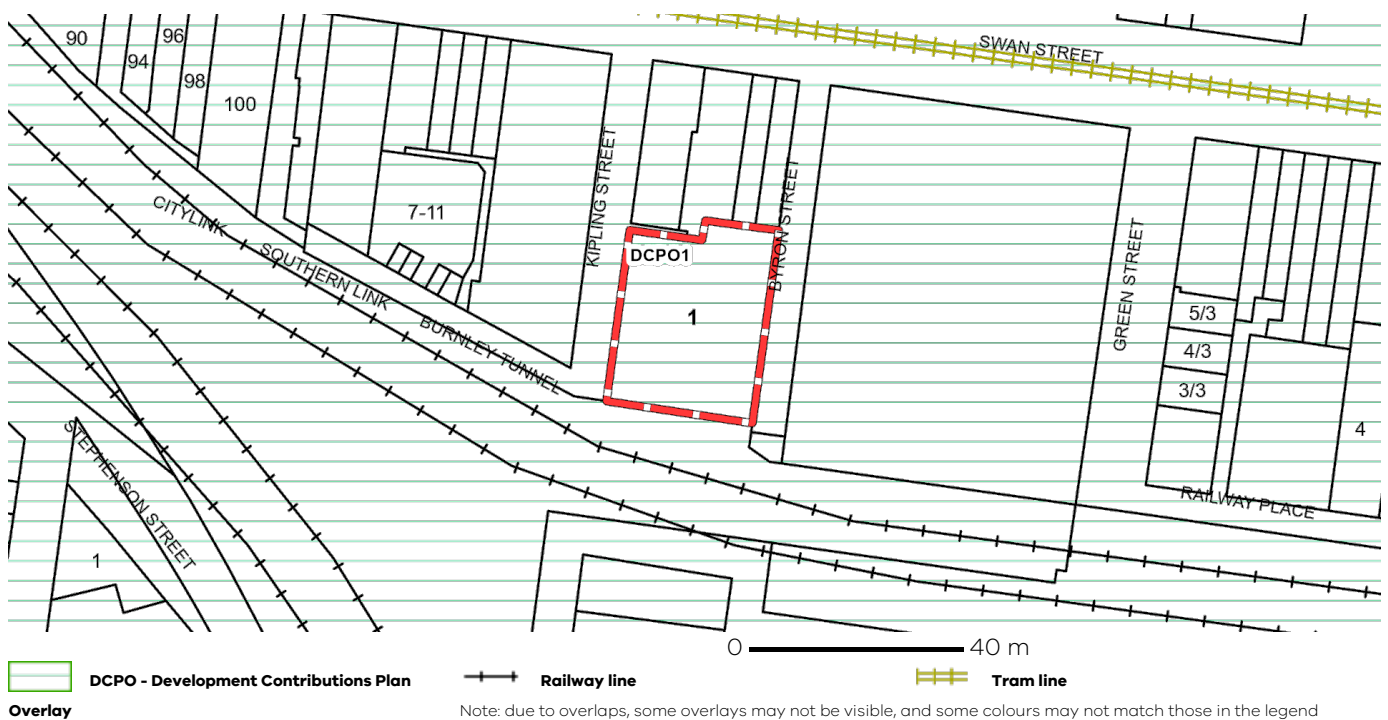 90
96
94
98
100
SWAN STREET
7-11
KIPLING STREET
BYRON STREET
CITYLINK
SOUTHERN LINK
BURNLEY TUNNEL
DCPO1
1
GREEN STREET
5/3
4/3
3/3
4
RAILWAY PLACE
STEPHENSON STREET
1
0 40 m
DCPO - Development Contributions Plan
Overlay
Railway line
Tram line
Note: due to overlaps, some overlays may not be visible, and some colours may not match those in the legend